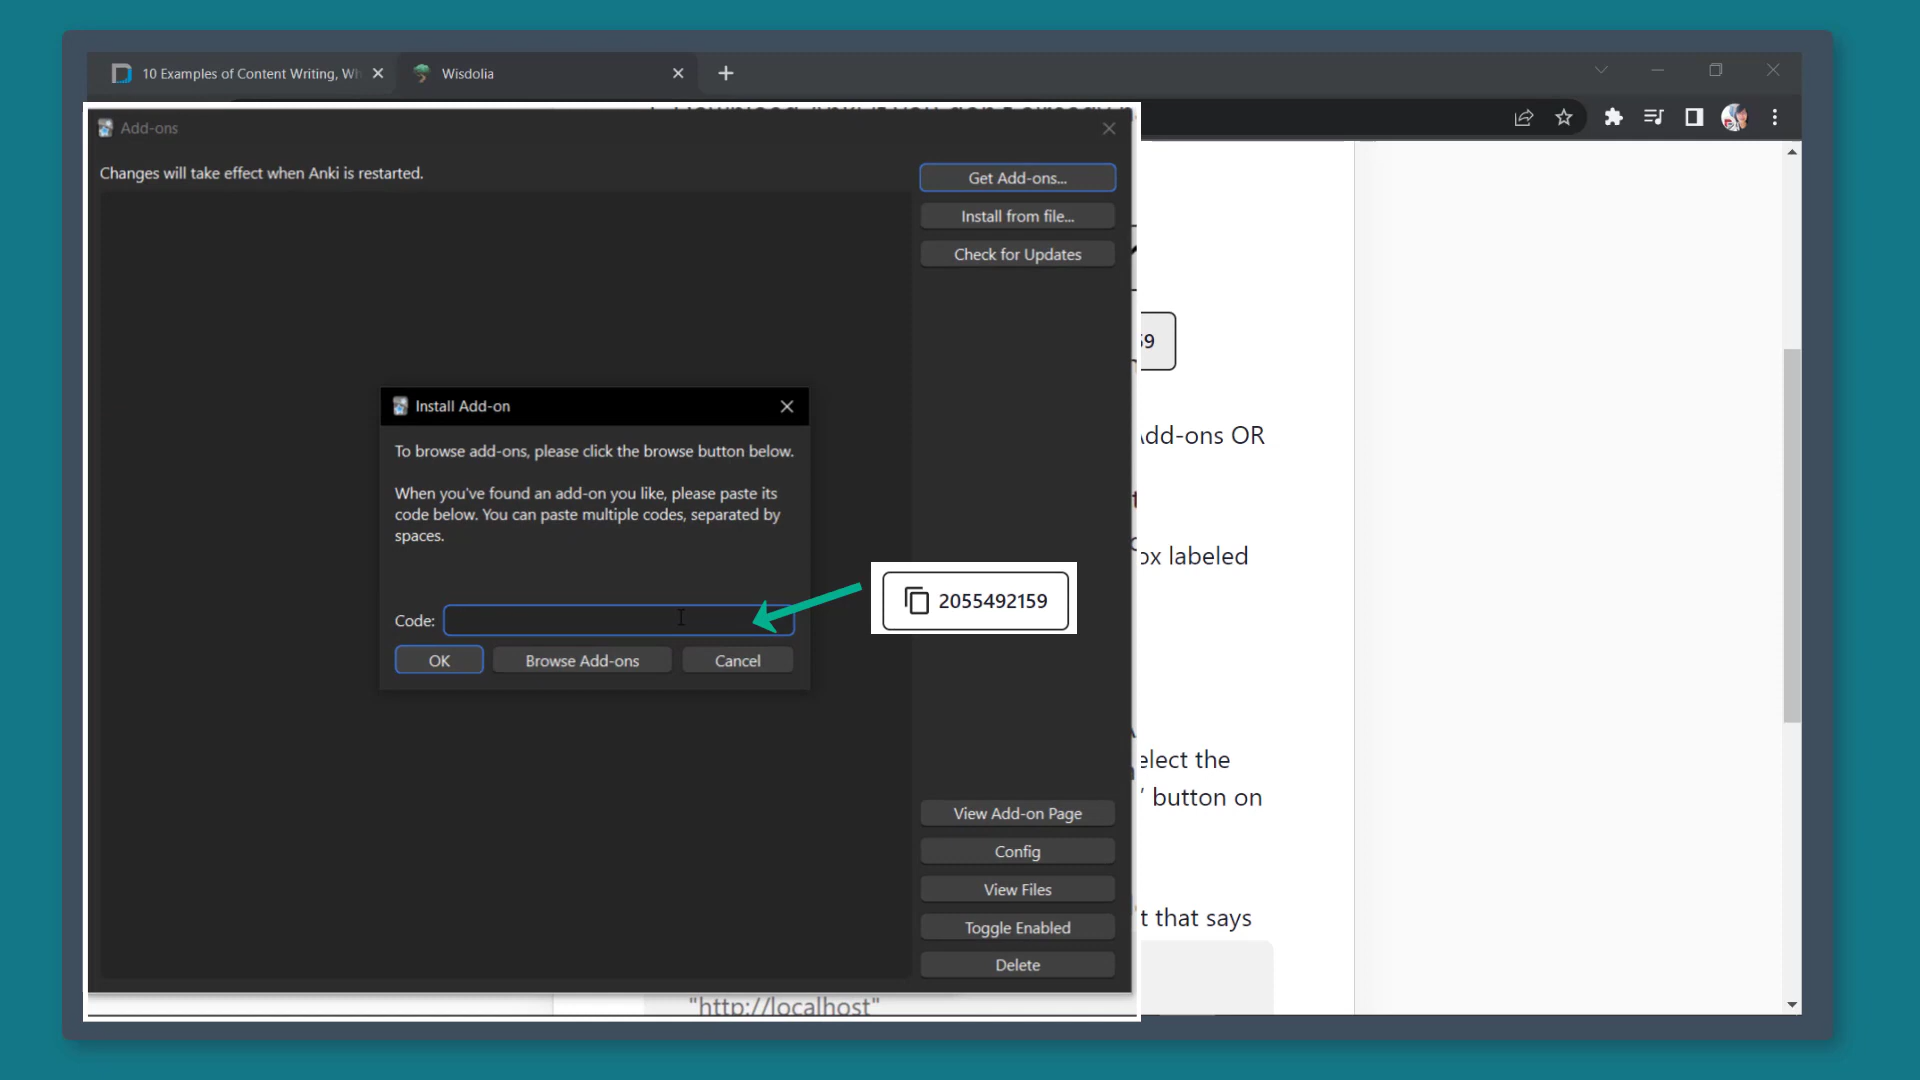 10 Examples of Content Writing, Wh
Wisdolia
Add-ons
Changes will take effect when Anki is restarted.
Get Add-ons...
Install from file...
Check for Updates
59
Install Add-on
To browse add-ons, please click the browse button below.
When you've found an add-on you like, please paste its
code below. You can paste multiple codes, separated by
spaces.
Code:
OK
Browse Add-ons
Cancel
2055492159
Add-ons OR
ox labeled
elect the
' button on
t that says
View Add-on Page
Config
View Files
Toggle Enabled
Delete
"http://localhost"